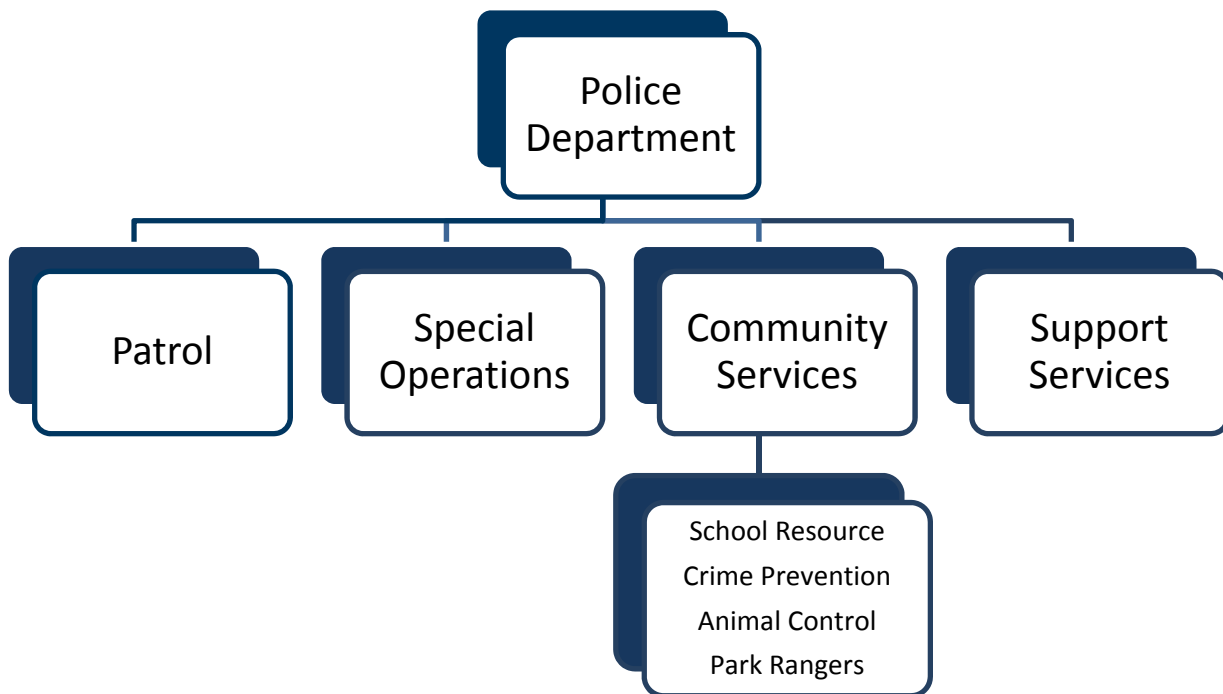 Police
Department
Patrol
Special
Operations
Community
Services
Support
Services
School Resource
Crime Prevention
Animal Control
Park Rangers